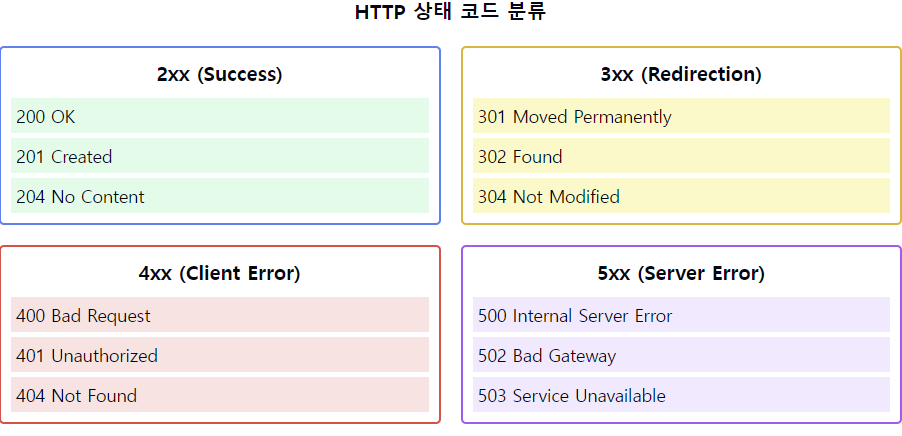 HTTP 상태 코드 분류
2xx (Success)
200 OK
201 Created
204 No Content
3xx (Redirection)
301 Moved Permanently
302 Found
304 Not Modified
4xx (Client Error)
400 Bad Request
401 Unauthorized
404 Not Found
5xx (Server Error)
500 Internal Server Error
502 Bad Gateway
503 Service Unavailable